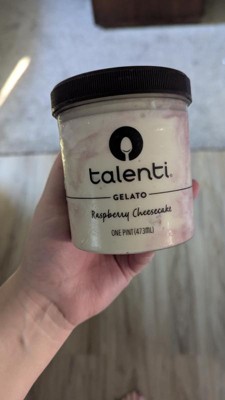 talenti
GELATO
Raspberry Cheesecake
ONE PINT (473mL)